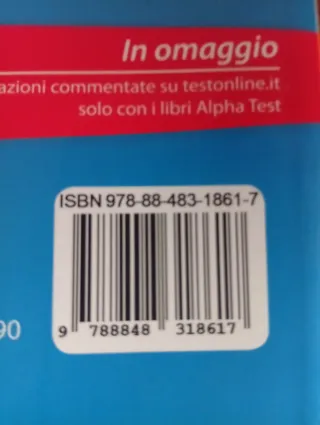 In omaggio
azioni commentate su testonline.it
solo con i libri Alpha Test
ISBN 978-88-483-1861-7
9 788848 318617
90